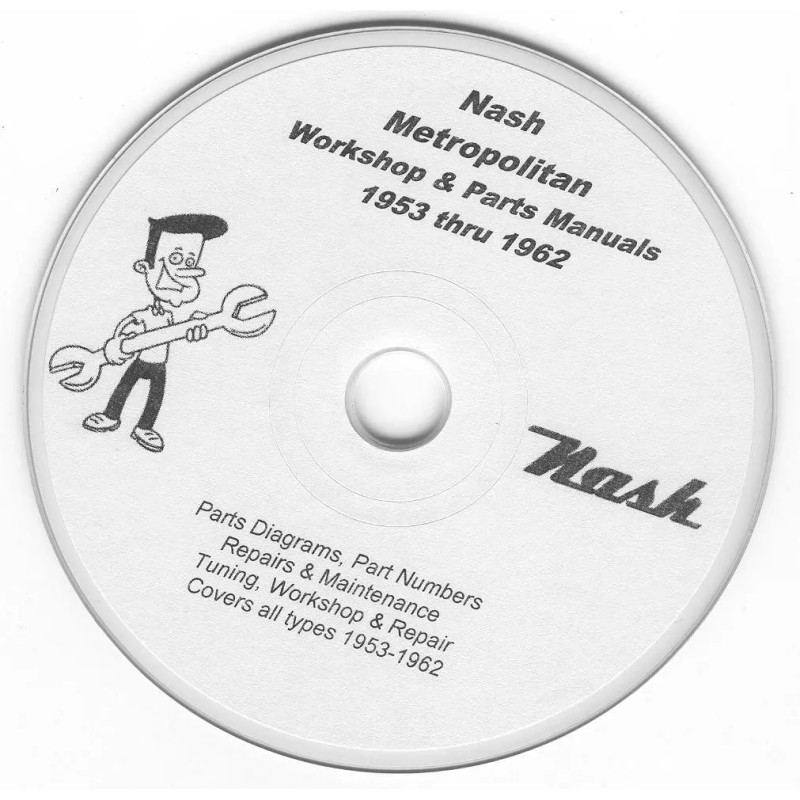 Nash
Metropolitan
Workshop & Parts Manuals
1953 thru 1962
Nash
Parts Diagrams, Part Numbers
Repairs & Maintenance
Tuning, Workshop & Repair
Covers all types 1953-1962